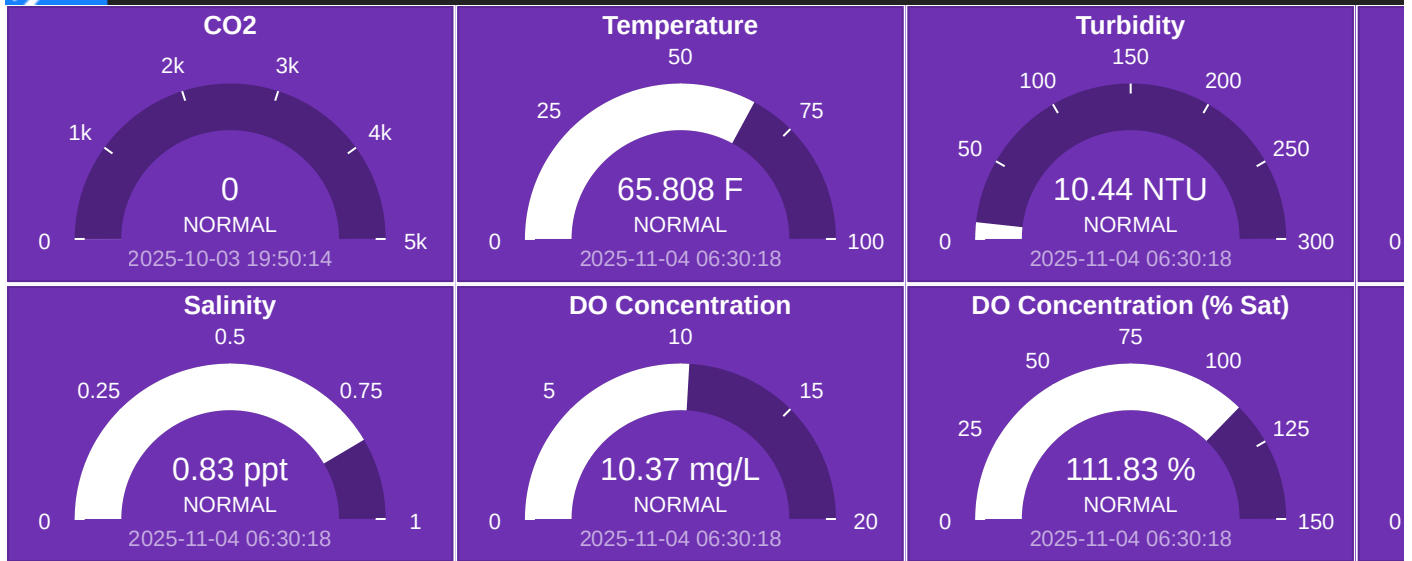 CO2
2k
3k
1k
4k
0
5k
0
NORMAL
2025-10-03 19:50:14
Temperature
50
25
75
0
100
65.808 F
NORMAL
2025-11-04 06:30:18
Turbidity
150
100
200
50
250
0
300
10.44 NTU
NORMAL
2025-11-04 06:30:18
0
Salinity
0.5
0.25
0.75
0
1
0.83 ppt
NORMAL
2025-11-04 06:30:18
DO Concentration
10
5
15
0
20
10.37 mg/L
NORMAL
2025-11-04 06:30:18
DO Concentration (% Sat)
75
50
100
25
125
0
150
111.83 %
NORMAL
2025-11-04 06:30:18
0